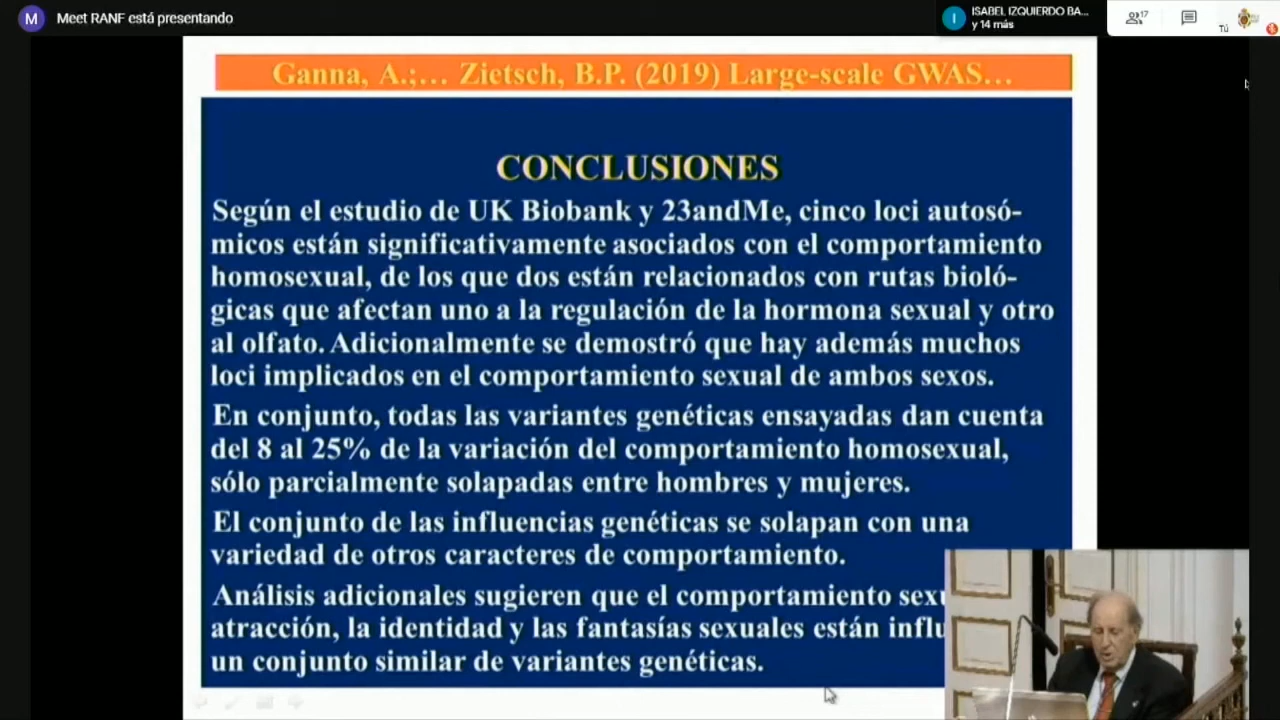 M Meet RANF está presentando
I ISABEL IZQUIERDO BA...
y 14 más
17
Tú
Ganna, A.;… Zietsch, B.P. (2019) Large-scale GWAS…
CONCLUSIONES
Según el estudio de UK Biobank y 23andMe, cinco loci autosó-
micos están significativamente asociados con el comportamiento
homosexual, de los que dos están relacionados con rutas bioló-
gicas que afectan uno a la regulación de la hormona sexual y otro
al olfato. Adicionalmente se demostró que hay además muchos
loci implicados en el comportamiento sexual de ambos sexos.
En conjunto, todas las variantes genéticas ensayadas dan cuenta
del 8 al 25% de la variación del comportamiento homosexual,
sólo parcialmente solapadas entre hombres y mujeres.
El conjunto de las influencias genéticas se solapan con una
variedad de otros caracteres de comportamiento.
Análisis adicionales sugieren que el comportamiento sexu
atracción, la identidad y las fantasías sexuales están influ
un conjunto similar de variantes genéticas.